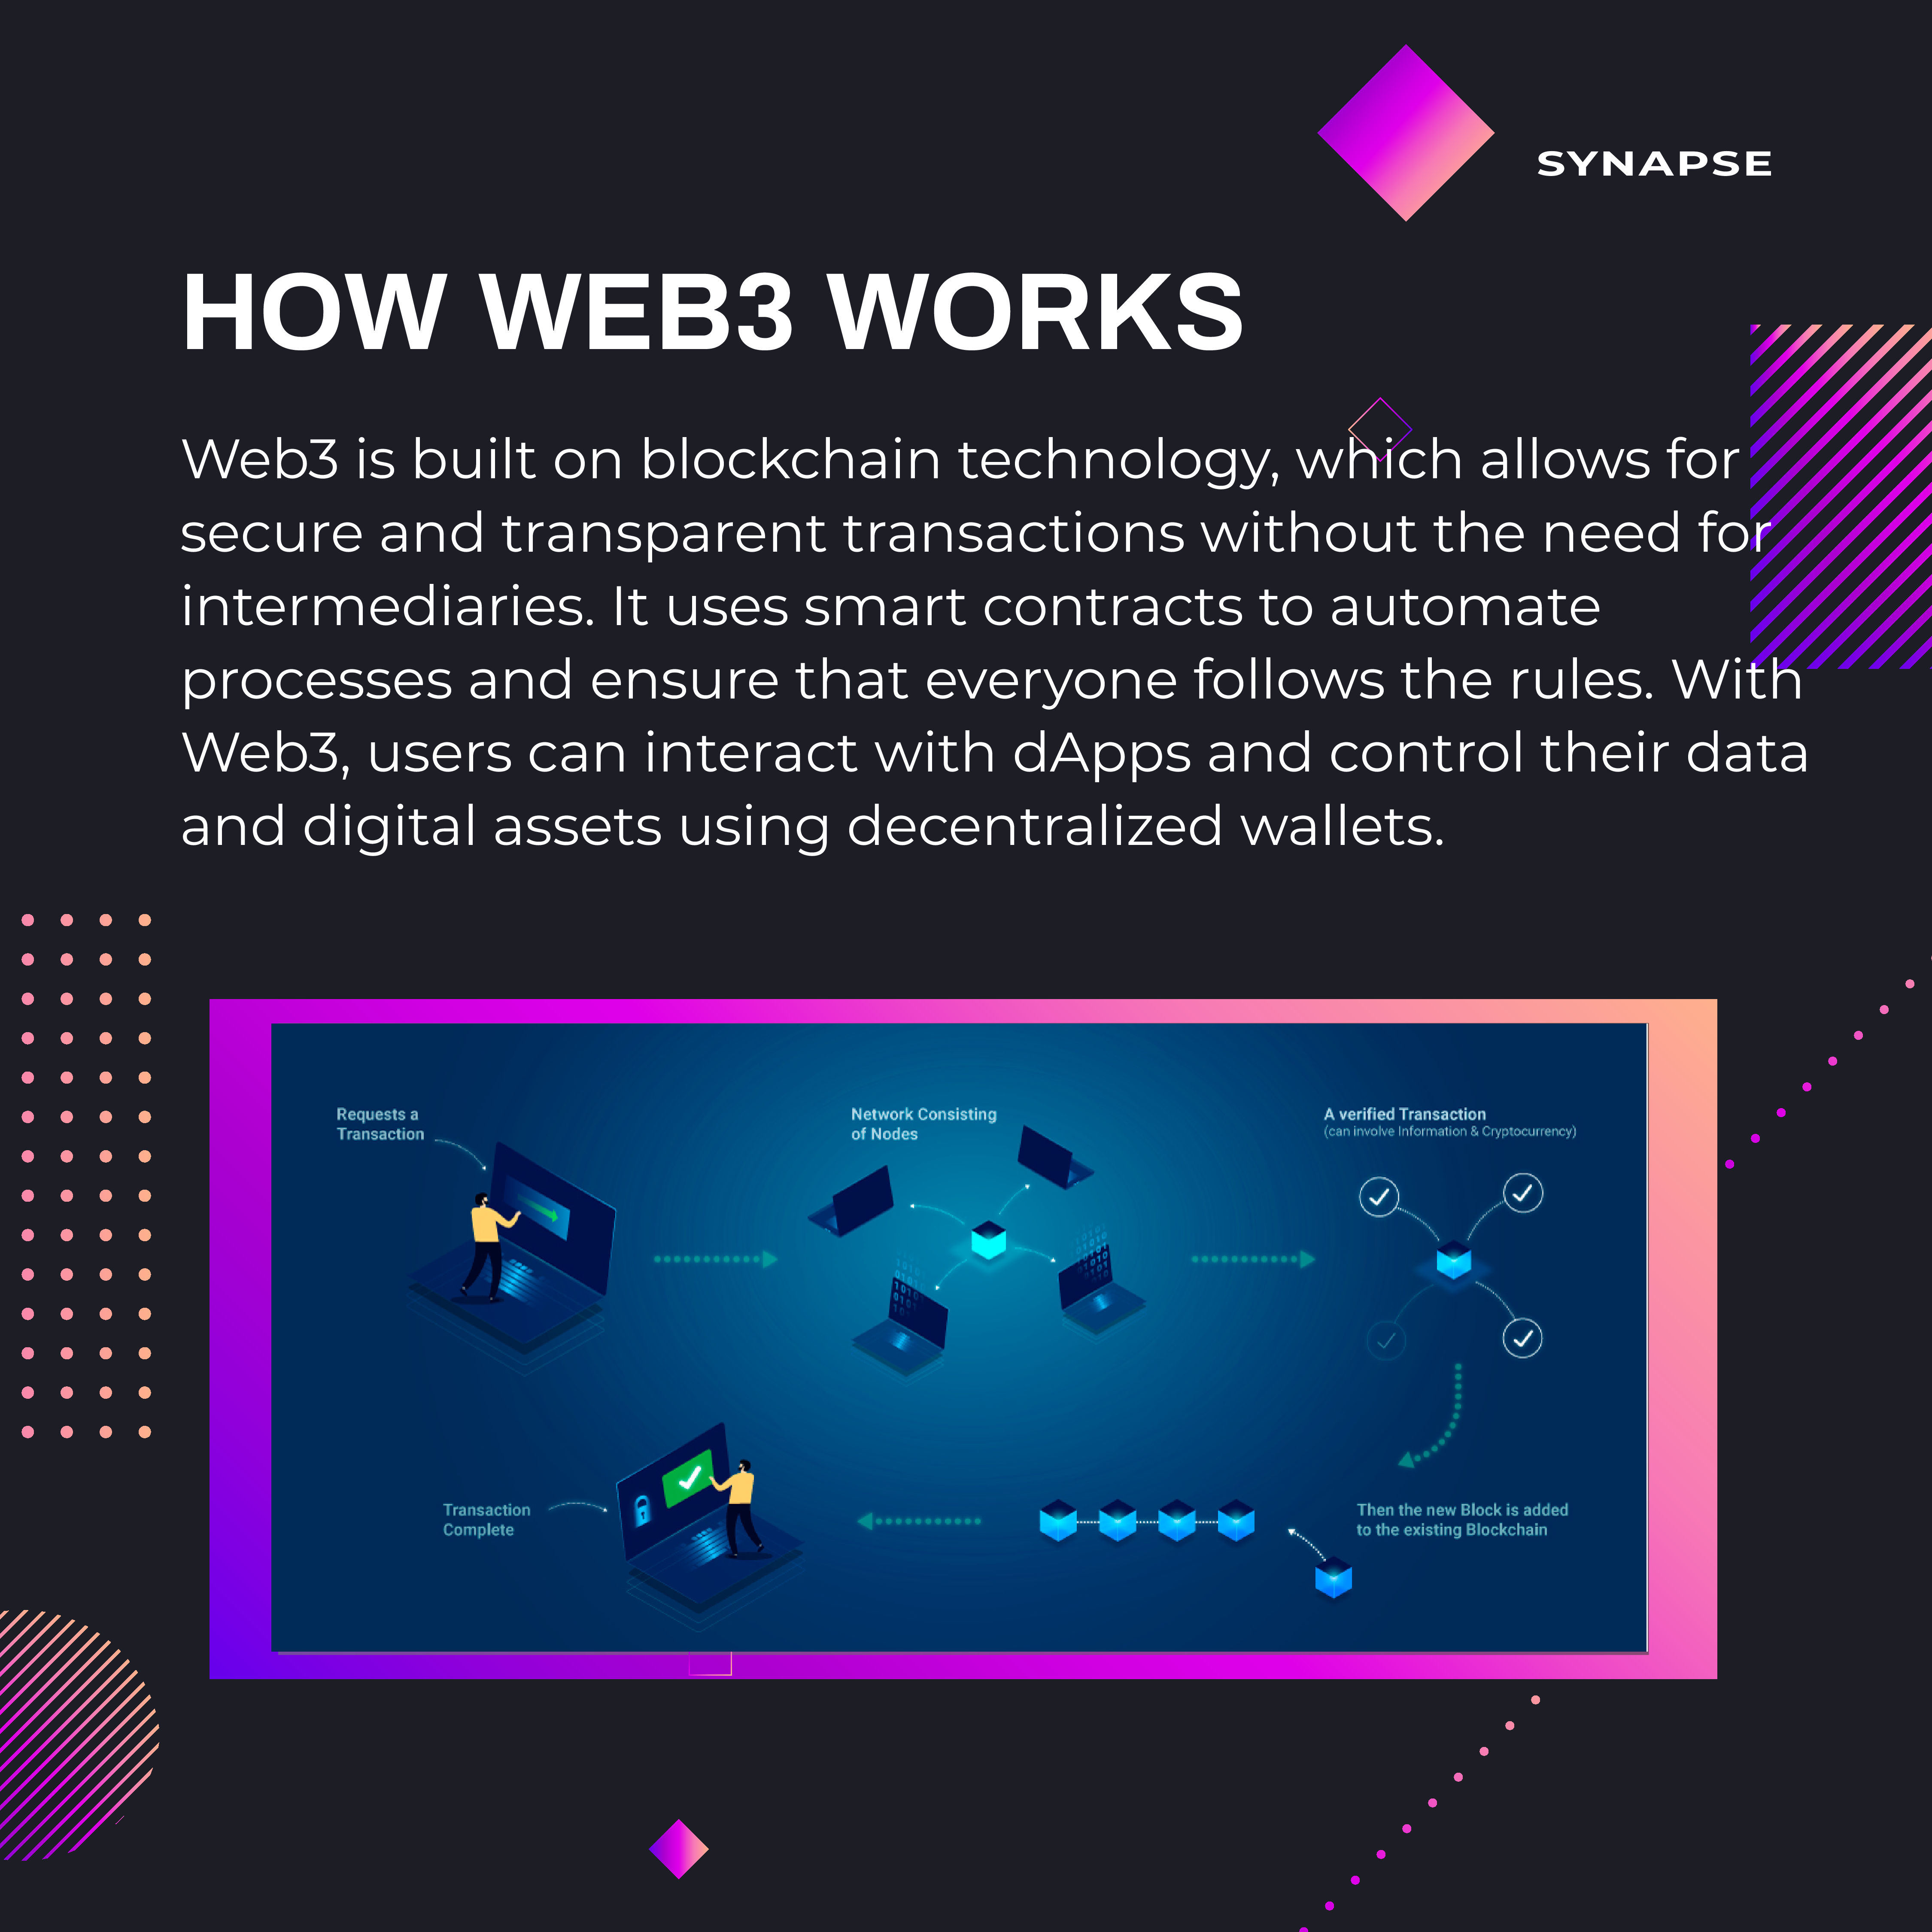 SYNAPSE
HOW WEB3 WORKS
Web3 is built on blockchain technology, which allows for
secure and transparent transactions without the need for
intermediaries. It uses smart contracts to automate
processes and ensure that everyone follows the rules. With
Web3, users can interact with dApps and control their data
and digital assets using decentralized wallets.
Requests a
Transaction
Network Consisting
of Nodes
A verified Transaction
(can involve Information & Cryptocurrency)
Then the new Block is added
to the existing Blockchain
Transaction
Complete